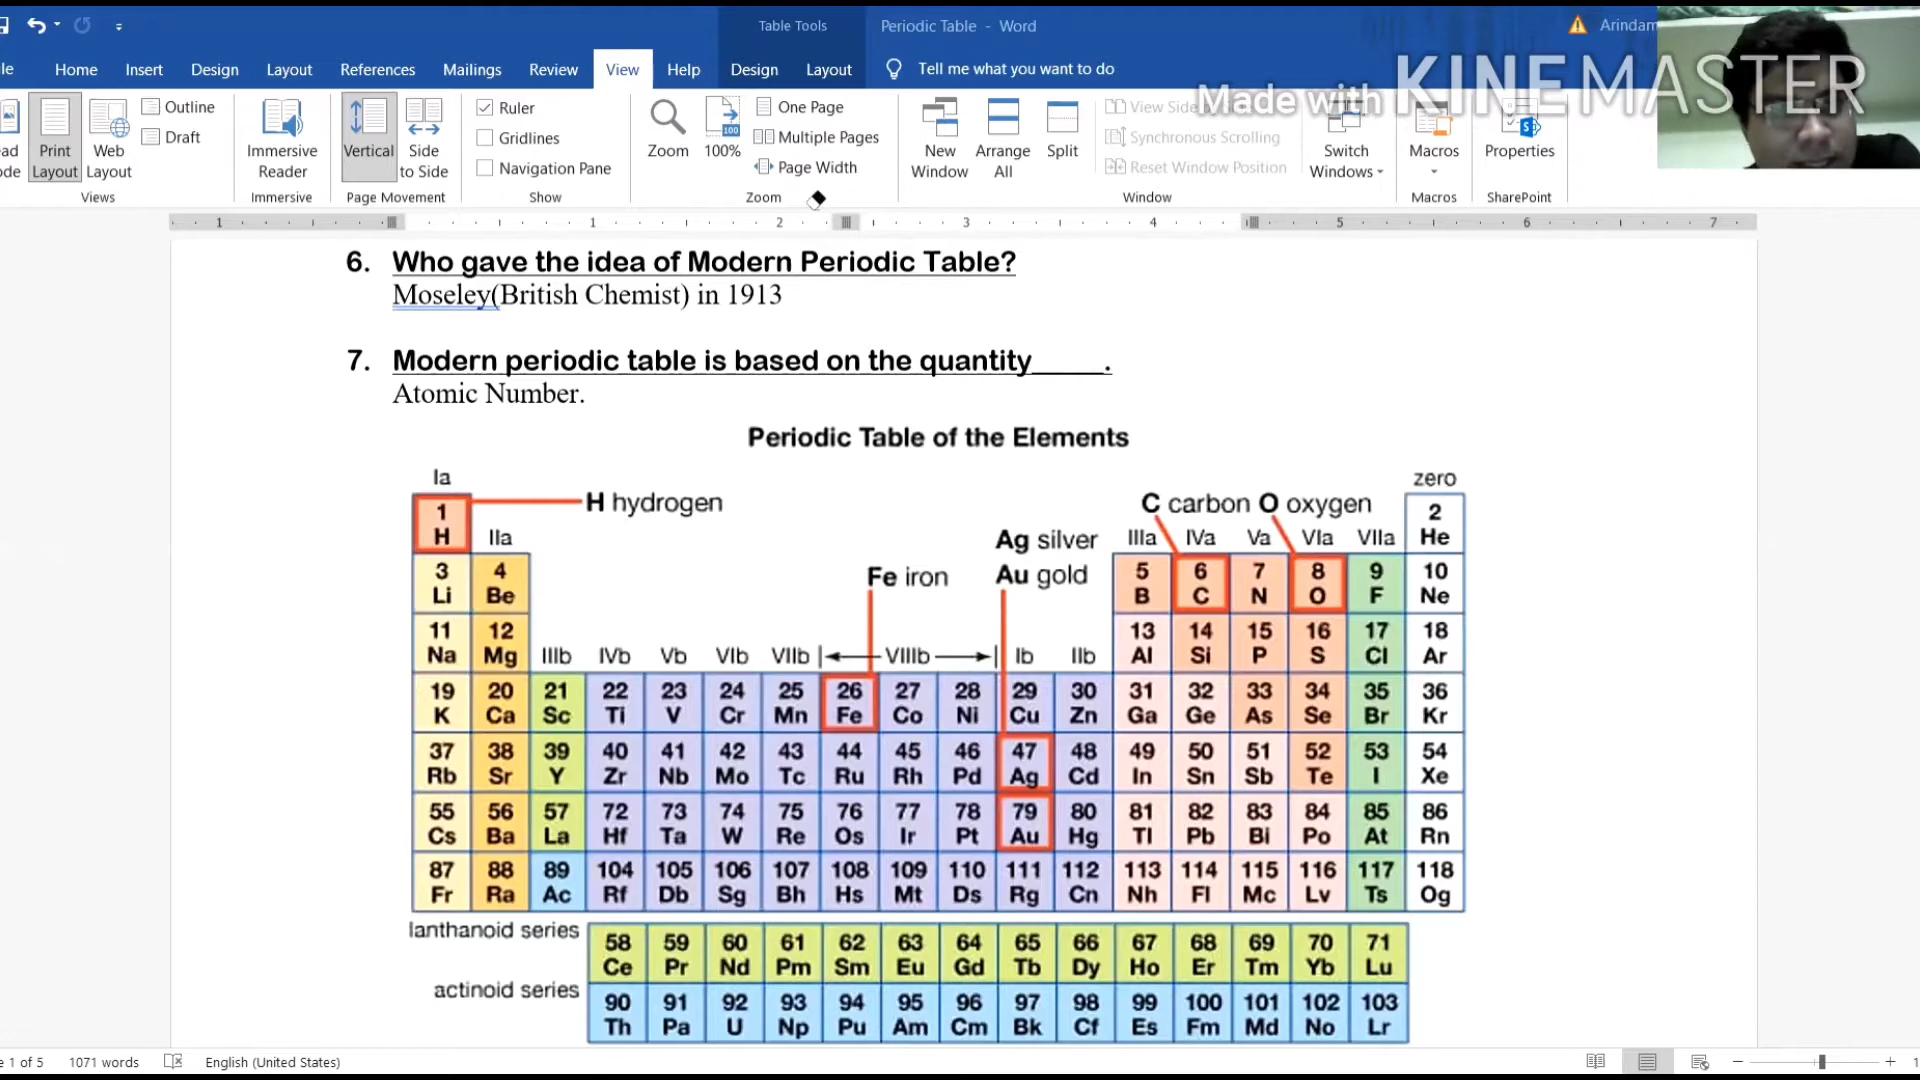 Table Tools
Periodic Table - Word
Arindam
Home Insert Design Layout References Mailings Review View Help Design Layout Tell me what you want to do
Made with KINEMASTER
Print Layout
Web Layout
Outline
Draft
Views
Immersive Reader
Immersive
Vertical
Side to Side
Page Movement
Ruler
Gridlines
Navigation Pane
Show
Zoom
100
100%
One Page
Multiple Pages
Page Width
Zoom
New Window
Arrange All
Split
View Side
Synchronous Scrolling
Reset Window Position
Window
Switch Windows
Macros
Macros
Properties
SharePoint
1 1 2 3 4 5 6 7
6. Who gave the idea of Modern Periodic Table?
Moseley(British Chemist) in 1913
7. Modern periodic table is based on the quantity_____.
Atomic Number.
Periodic Table of the Elements
Ia zero
H hydrogen C carbon O oxygen
1 2
H IIa Ag silver IIIa IVa Va VIa VIIa He
Fe iron Au gold
3 4 5 6 7 8 9 10
Li Be B C N O F Ne
11 12 13 14 15 16 17 18
Na Mg IIIb IVb Vb VIb VIIb VIIIb Ib IIb Al Si P S Cl Ar
19 20 21 22 23 24 25 26 27 28 29 30 31 32 33 34 35 36
K Ca Sc Ti V Cr Mn Fe Co Ni Cu Zn Ga Ge As Se Br Kr
37 38 39 40 41 42 43 44 45 46 47 48 49 50 51 52 53 54
Rb Sr Y Zr Nb Mo Tc Ru Rh Pd Ag Cd In Sn Sb Te I Xe
55 56 57 72 73 74 75 76 77 78 79 80 81 82 83 84 85 86
Cs Ba La Hf Ta W Re Os Ir Pt Au Hg Tl Pb Bi Po At Rn
87 88 89 104 105 106 107 108 109 110 111 112 113 114 115 116 117 118
Fr Ra Ac Rf Db Sg Bh Hs Mt Ds Rg Cn Nh Fl Mc Lv Ts Og
lanthanoid series 58 59 60 61 62 63 64 65 66 67 68 69 70 71
Ce Pr Nd Pm Sm Eu Gd Tb Dy Ho Er Tm Yb Lu
actinoid series 90 91 92 93 94 95 96 97 98 99 100 101 102 103
Th Pa U Np Pu Am Cm Bk Cf Es Fm Md No Lr
1 of 5 1071 words English (United States)